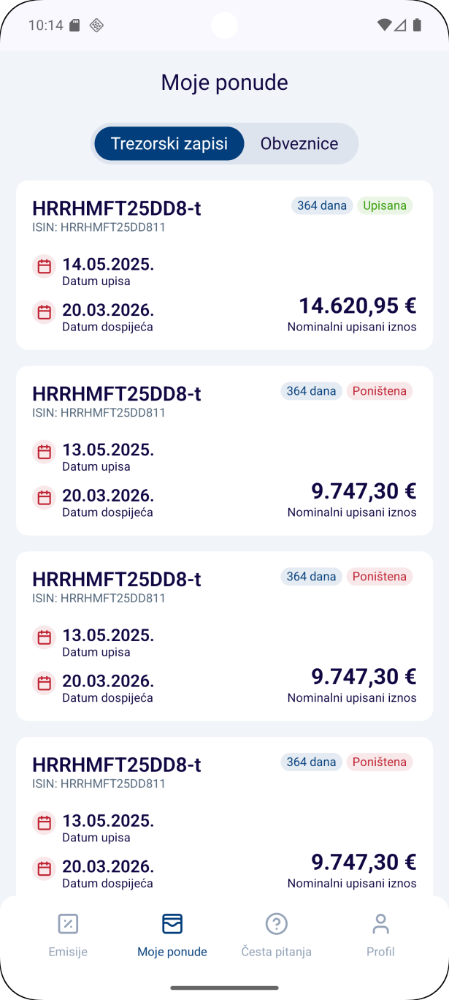 10:14
Moje ponude
Trezorski zapisi Obveznice
HRRHMFT25DD8-t 364 dana Upisana
ISIN: HRRHMFT25DD811
14.05.2025.
Datum upisa
20.03.2026. 14.620,95 €
Datum dospijeća Nominalni upisani iznos
HRRHMFT25DD8-t 364 dana Poništena
ISIN: HRRHMFT25DD811
13.05.2025.
Datum upisa
20.03.2026. 9.747,30 €
Datum dospijeća Nominalni upisani iznos
HRRHMFT25DD8-t 364 dana Poništena
ISIN: HRRHMFT25DD811
13.05.2025.
Datum upisa
20.03.2026. 9.747,30 €
Datum dospijeća Nominalni upisani iznos
HRRHMFT25DD8-t 364 dana Poništena
ISIN: HRRHMFT25DD811
13.05.2025.
Datum upisa
20.03.2026. 9.747,30 €
Datum dospijeća Nominalni upisani iznos
Emisije Moje ponude Česta pitanja Profil